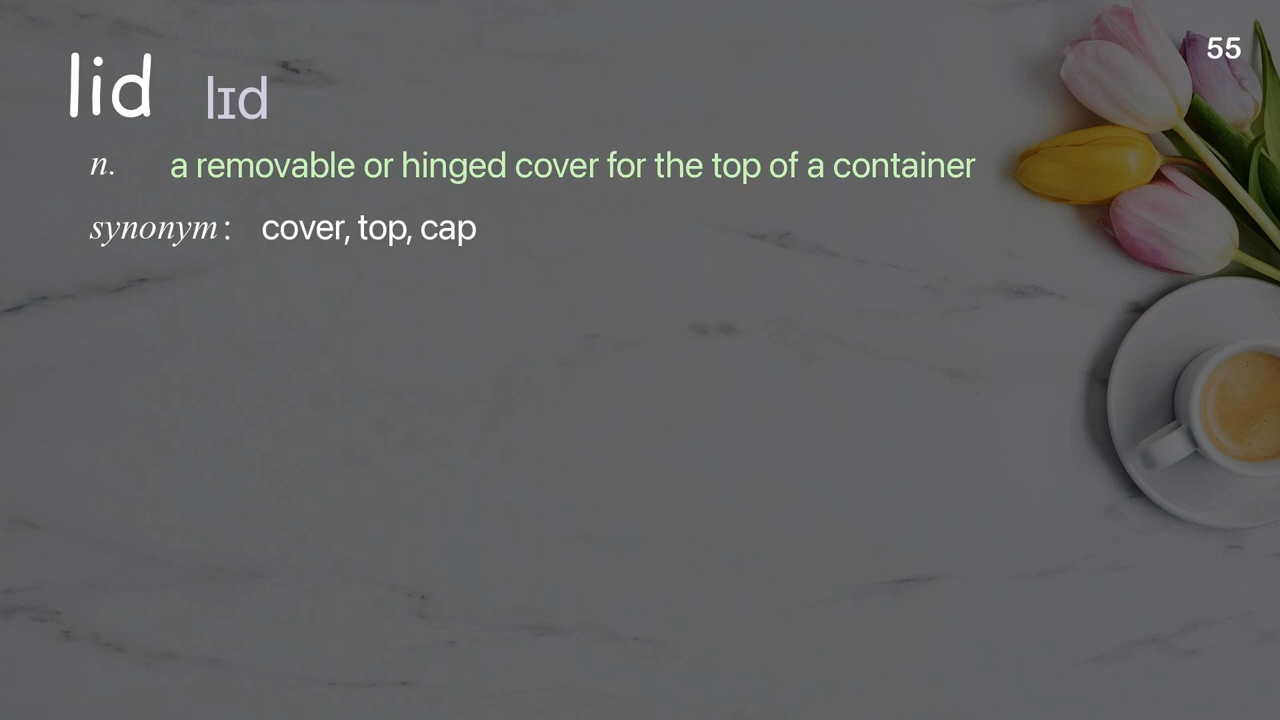 55
lid lɪd
n. a removable or hinged cover for the top of a container
synonym: cover, top, cap